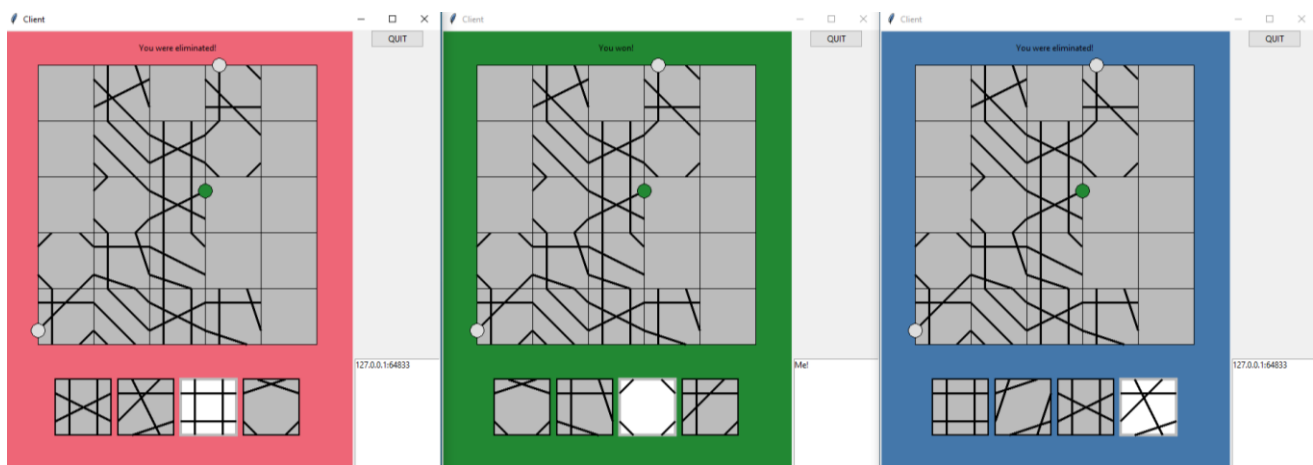 Client
QUIT
You were eliminated!
127.0.0.1:64833
Client
QUIT
You won!
Me!
Client
QUIT
You were eliminated!
127.0.0.1:64833